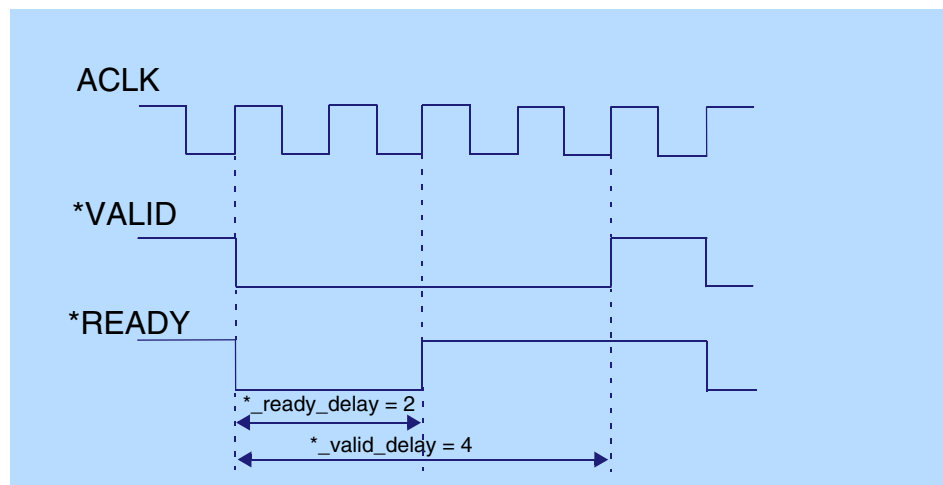 ACLK
*VALID
*READY
*_ready_delay = 2
*_valid_delay = 4